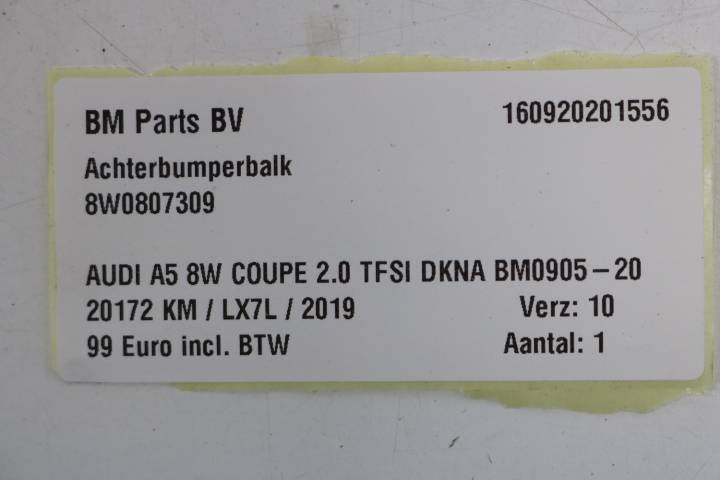 BM Parts BV 160920201556
Achterbumperbalk
8W0807309
AUDI A5 8W COUPE 2.0 TFSI DKNA BM0905-20
20172 KM / LX7L / 2019 Verz: 10
99 Euro incl. BTW Aantal: 1